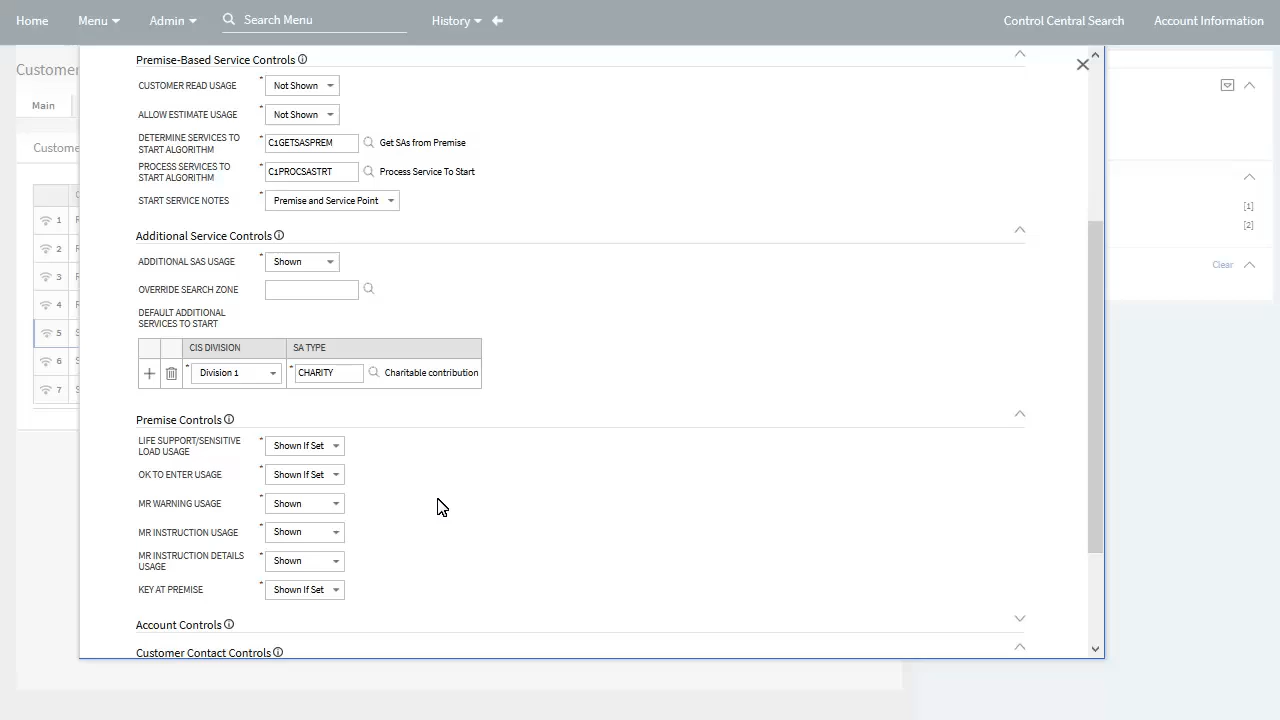 Home Menu Admin Search Menu History Control Central Search Account Information
Customer
Main
Custome
1
2
3
4
5
6
7
Premise-Based Service Controls
CUSTOMER READ USAGE * Not Shown
ALLOW ESTIMATE USAGE * Not Shown
DETERMINE SERVICES TO
START ALGORITHM * C1GETSASPREM Get SAs from Premise
PROCESS SERVICES TO
START ALGORITHM * C1PROCSASTRT Process Service To Start
START SERVICE NOTES * Premise and Service Point
Additional Service Controls
ADDITIONAL SAS USAGE * Shown
OVERRIDE SEARCH ZONE
DEFAULT ADDITIONAL
SERVICES TO START
CIS DIVISION SA TYPE
* Division 1 * CHARITY Charitable contribution
Premise Controls
LIFE SUPPORT/SENSITIVE
LOAD USAGE * Shown If Set
OK TO ENTER USAGE * Shown If Set
MR WARNING USAGE * Shown
MR INSTRUCTION USAGE * Shown
MR INSTRUCTION DETAILS
USAGE * Shown
KEY AT PREMISE * Shown If Set
Account Controls
Customer Contact Controls
[1]
[2]
Clear